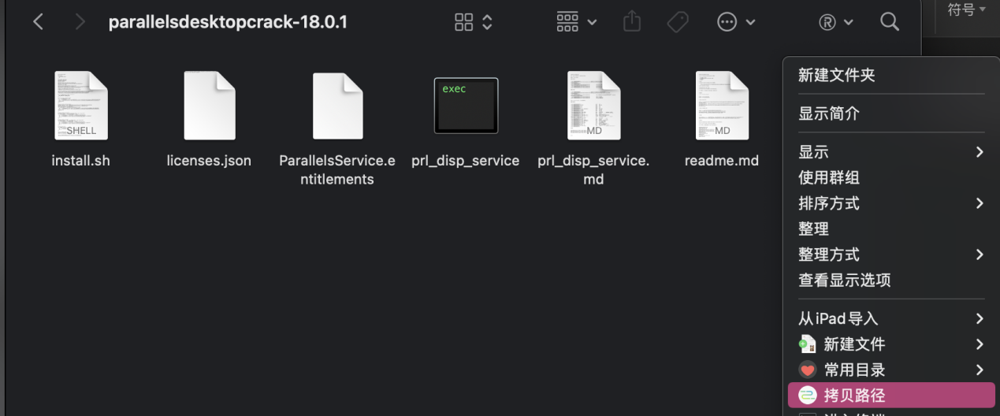 parallelsdesktopcrack-18.0.1
符号
exec
SHELL
MD
MD
install.sh
licenses.json
ParallelsService.e
ntitlements
prl_disp_service
prl_disp_service.
md
readme.md
新建文件夹
显示简介
显示
使用群组
排序方式
整理
整理方式
查看显示选项
从iPad导入
新建文件
常用目录
拷贝路径